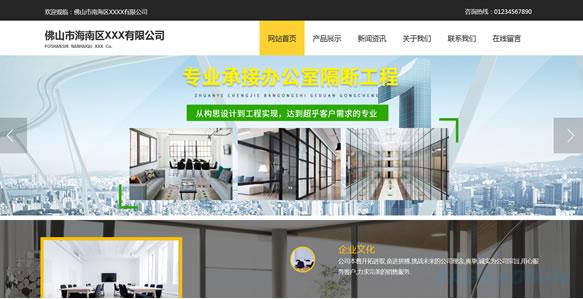 欢迎光临：佛山市南海区XXXX有限公司
咨询热线：01234567890
佛山市海南区XXX有限公司
FOSHANSHI NANHAIQU XXX Co.
网站首页 产品展示 新闻资讯 关于我们 联系我们 在线留言
专业承接办公室隔断工程
ZHUANYE CHENGJIE BANGONGSHI GEDUAN GONGCHENG
从构思设计到工程实现，达到超乎客户需求的专业
企业文化
公司本着开拓进取,奋进拼搏,挑战未来的公司理念,肯挚,诚实为公司宗旨,用心服
务客户,力求完美的销售服务.